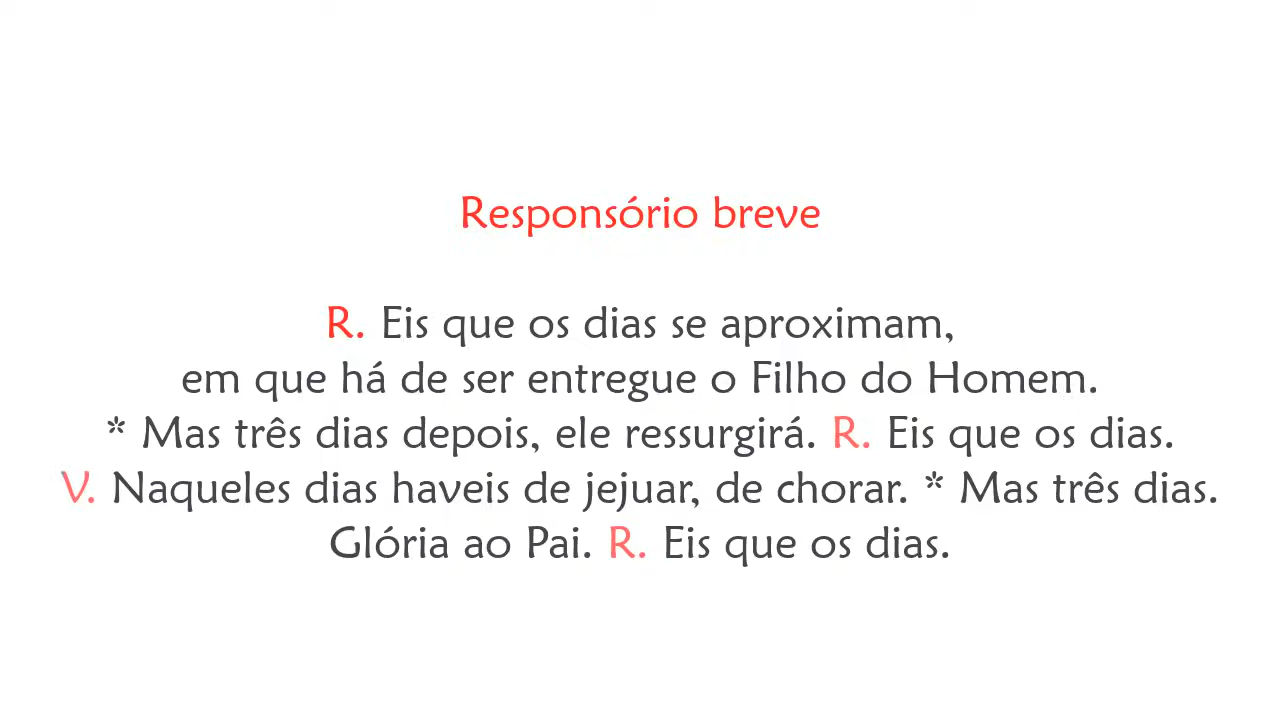 Responsório breve
R. Eis que os dias se aproximam,
em que há de ser entregue o Filho do Homem.
* Mas três dias depois, ele ressurgirá. R. Eis que os dias.
V. Naqueles dias haveis de jejuar, de chorar. * Mas três dias.
Glória ao Pai. R. Eis que os dias.